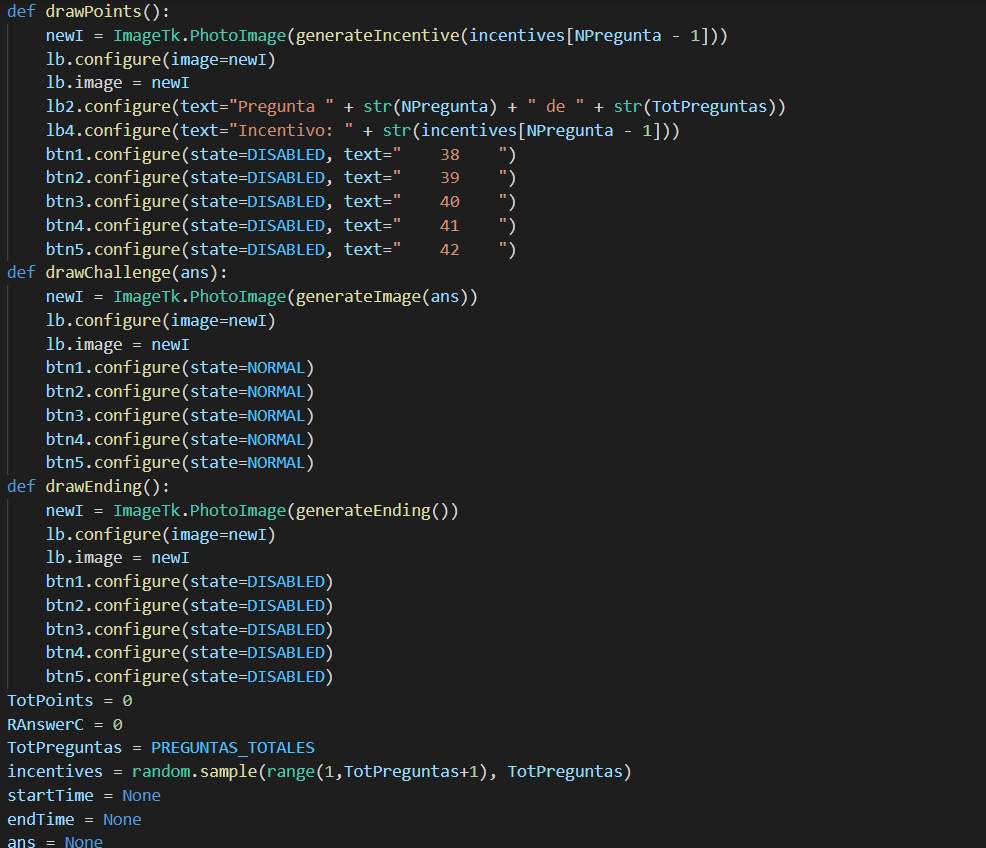 def drawPoints():
    newI = ImageTk.PhotoImage(generateIncentive(incentives[NPregunta - 1]))
    lb.configure(image=newI)
    lb.image = newI
    lb2.configure(text="Pregunta " + str(NPregunta) + " de " + str(TotPreguntas))
    lb4.configure(text="Incentivo: " + str(incentives[NPregunta - 1]))
    btn1.configure(state=DISABLED, text="    38    ")
    btn2.configure(state=DISABLED, text="    39    ")
    btn3.configure(state=DISABLED, text="    40    ")
    btn4.configure(state=DISABLED, text="    41    ")
    btn5.configure(state=DISABLED, text="    42    ")
def drawChallenge(ans):
    newI = ImageTk.PhotoImage(generateImage(ans))
    lb.configure(image=newI)
    lb.image = newI
    btn1.configure(state=NORMAL)
    btn2.configure(state=NORMAL)
    btn3.configure(state=NORMAL)
    btn4.configure(state=NORMAL)
    btn5.configure(state=NORMAL)
def drawEnding():
    newI = ImageTk.PhotoImage(generateEnding())
    lb.configure(image=newI)
    lb.image = newI
    btn1.configure(state=DISABLED)
    btn2.configure(state=DISABLED)
    btn3.configure(state=DISABLED)
    btn4.configure(state=DISABLED)
    btn5.configure(state=DISABLED)
TotPoints = 0
RAnswerC = 0
TotPreguntas = PREGUNTAS_TOTALES
incentives = random.sample(range(1,TotPreguntas+1), TotPreguntas)
startTime = None
endTime = None
ans = None